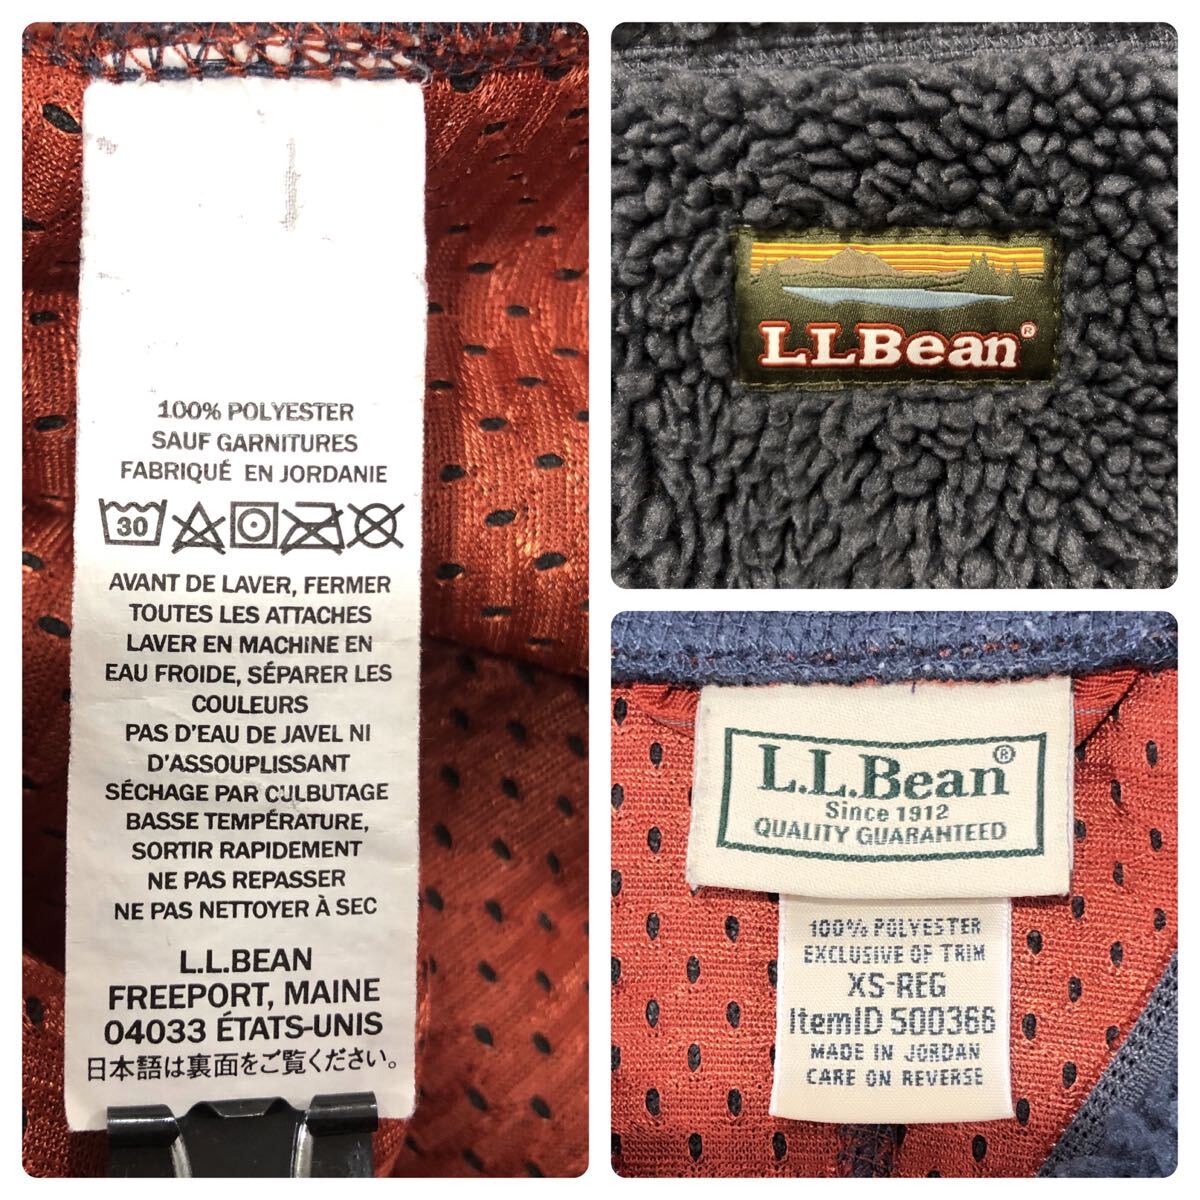 100% POLYESTER
SAUF GARNITURES
FABRIQUÉ EN JORDANIE
30
AVANT DE LAVER, FERMER
TOUTES LES ATTACHES
LAVER EN MACHINE EN
EAU FROIDE, SÉPARER LES
COULEURS
PAS D'EAU DE JAVEL NI
D'ASSOUPLISSANT
SÉCHAGE PAR CULBUTAGE
BASSE TEMPÉRATURE,
SORTIR RAPIDEMENT
NE PAS REPASSER
NE PAS NETTOYER À SEC
L.L.BEAN
FREEPORT, MAINE
04033 ÉTATS-UNIS
日本語は裏面をご覧ください。
L.L.Bean®
L.L.Bean®
Since 1912
QUALITY GUARANTEED
100% POLYESTER
EXCLUSIVE OF TRIM
XS-REG
ItemID 500366
MADE IN JORDAN
CARE ON REVERSE